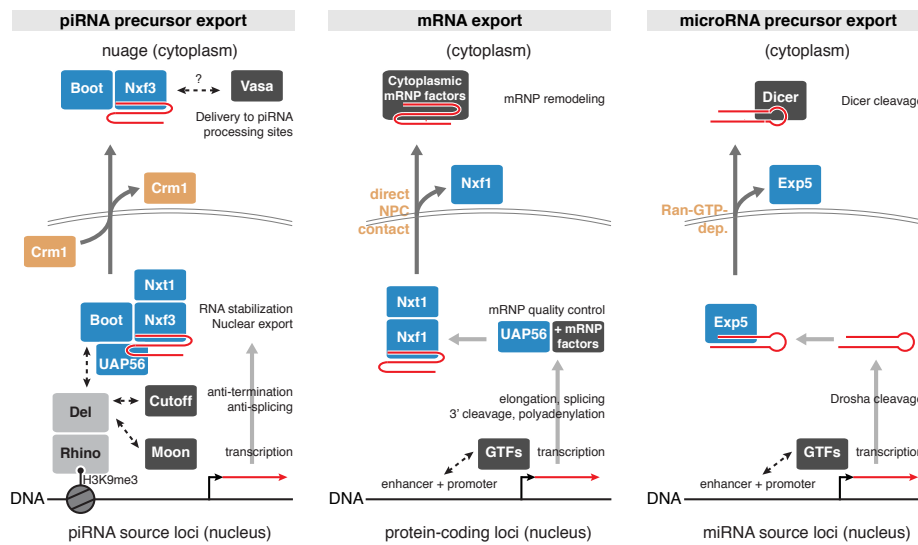 piRNA precursor export
nuage (cytoplasm)
Boot
Nxf3
?
Vasa
Delivery to piRNA
processing sites
Crm1
Crm1
Nxt1
Boot
Nxf3
UAP56
RNA stabilization
Nuclear export
Del
Cutoff
anti-termination
anti-splicing
Rhino
Moon
transcription
H3K9me3
DNA
piRNA source loci (nucleus)
mRNA export
(cytoplasm)
Cytoplasmic
mRNP factors
mRNP remodeling
direct
NPC
contact
Nxf1
Nxt1
Nxf1
mRNP quality control
UAP56
+ mRNP
factors
elongation, splicing
3' cleavage, polyadenylation
GTFs
transcription
enhancer + promoter
DNA
protein-coding loci (nucleus)
microRNA precursor export
(cytoplasm)
Dicer
Dicer cleavage
Exp5
Ran-GTP-
dep.
Exp5
Drosha cleavage
GTFs
transcription
enhancer + promoter
DNA
miRNA source loci (nucleus)